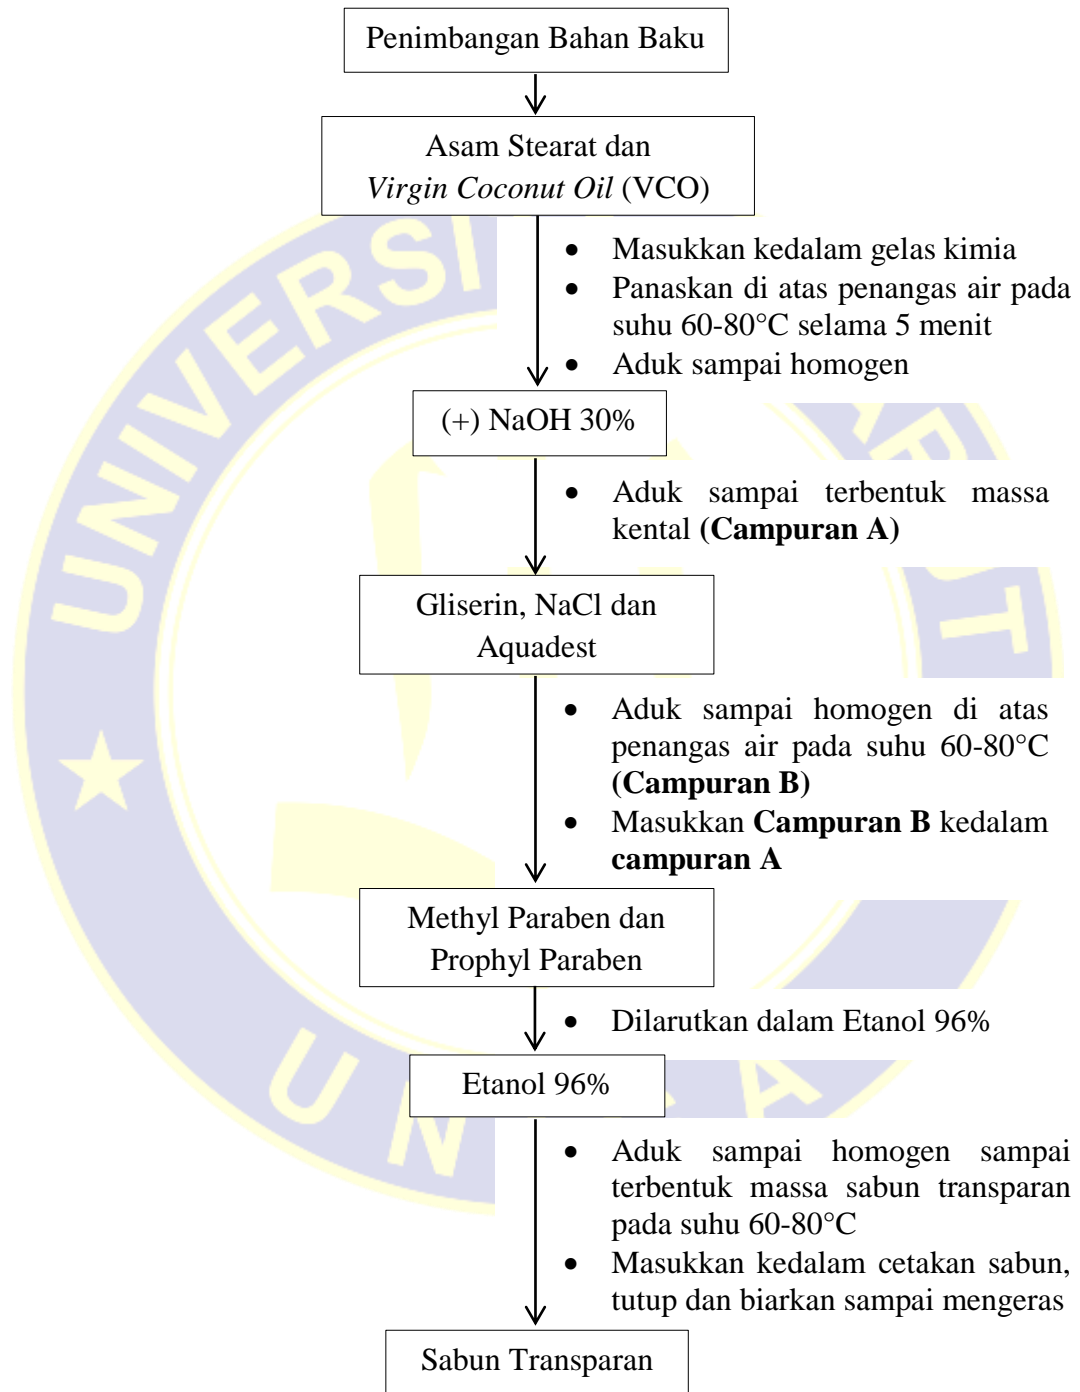 Penimbangan Bahan Baku
Asam Stearat dan
Virgin Coconut Oil (VCO)
• Masukkan kedalam gelas kimia
• Panaskan di atas penangas air pada
suhu 60-80°C selama 5 menit
• Aduk sampai homogen
(+) NaOH 30%
• Aduk sampai terbentuk massa
kental (Campuran A)
Gliserin, NaCl dan
Aquadest
• Aduk sampai homogen di atas
penangas air pada suhu 60-80°C
(Campuran B)
• Masukkan Campuran B kedalam
campuran A
Methyl Paraben dan
Prophyl Paraben
• Dilarutkan dalam Etanol 96%
Etanol 96%
• Aduk sampai homogen sampai
terbentuk massa sabun transparan
pada suhu 60-80°C
• Masukkan kedalam cetakan sabun,
tutup dan biarkan sampai mengeras
Sabun Transparan